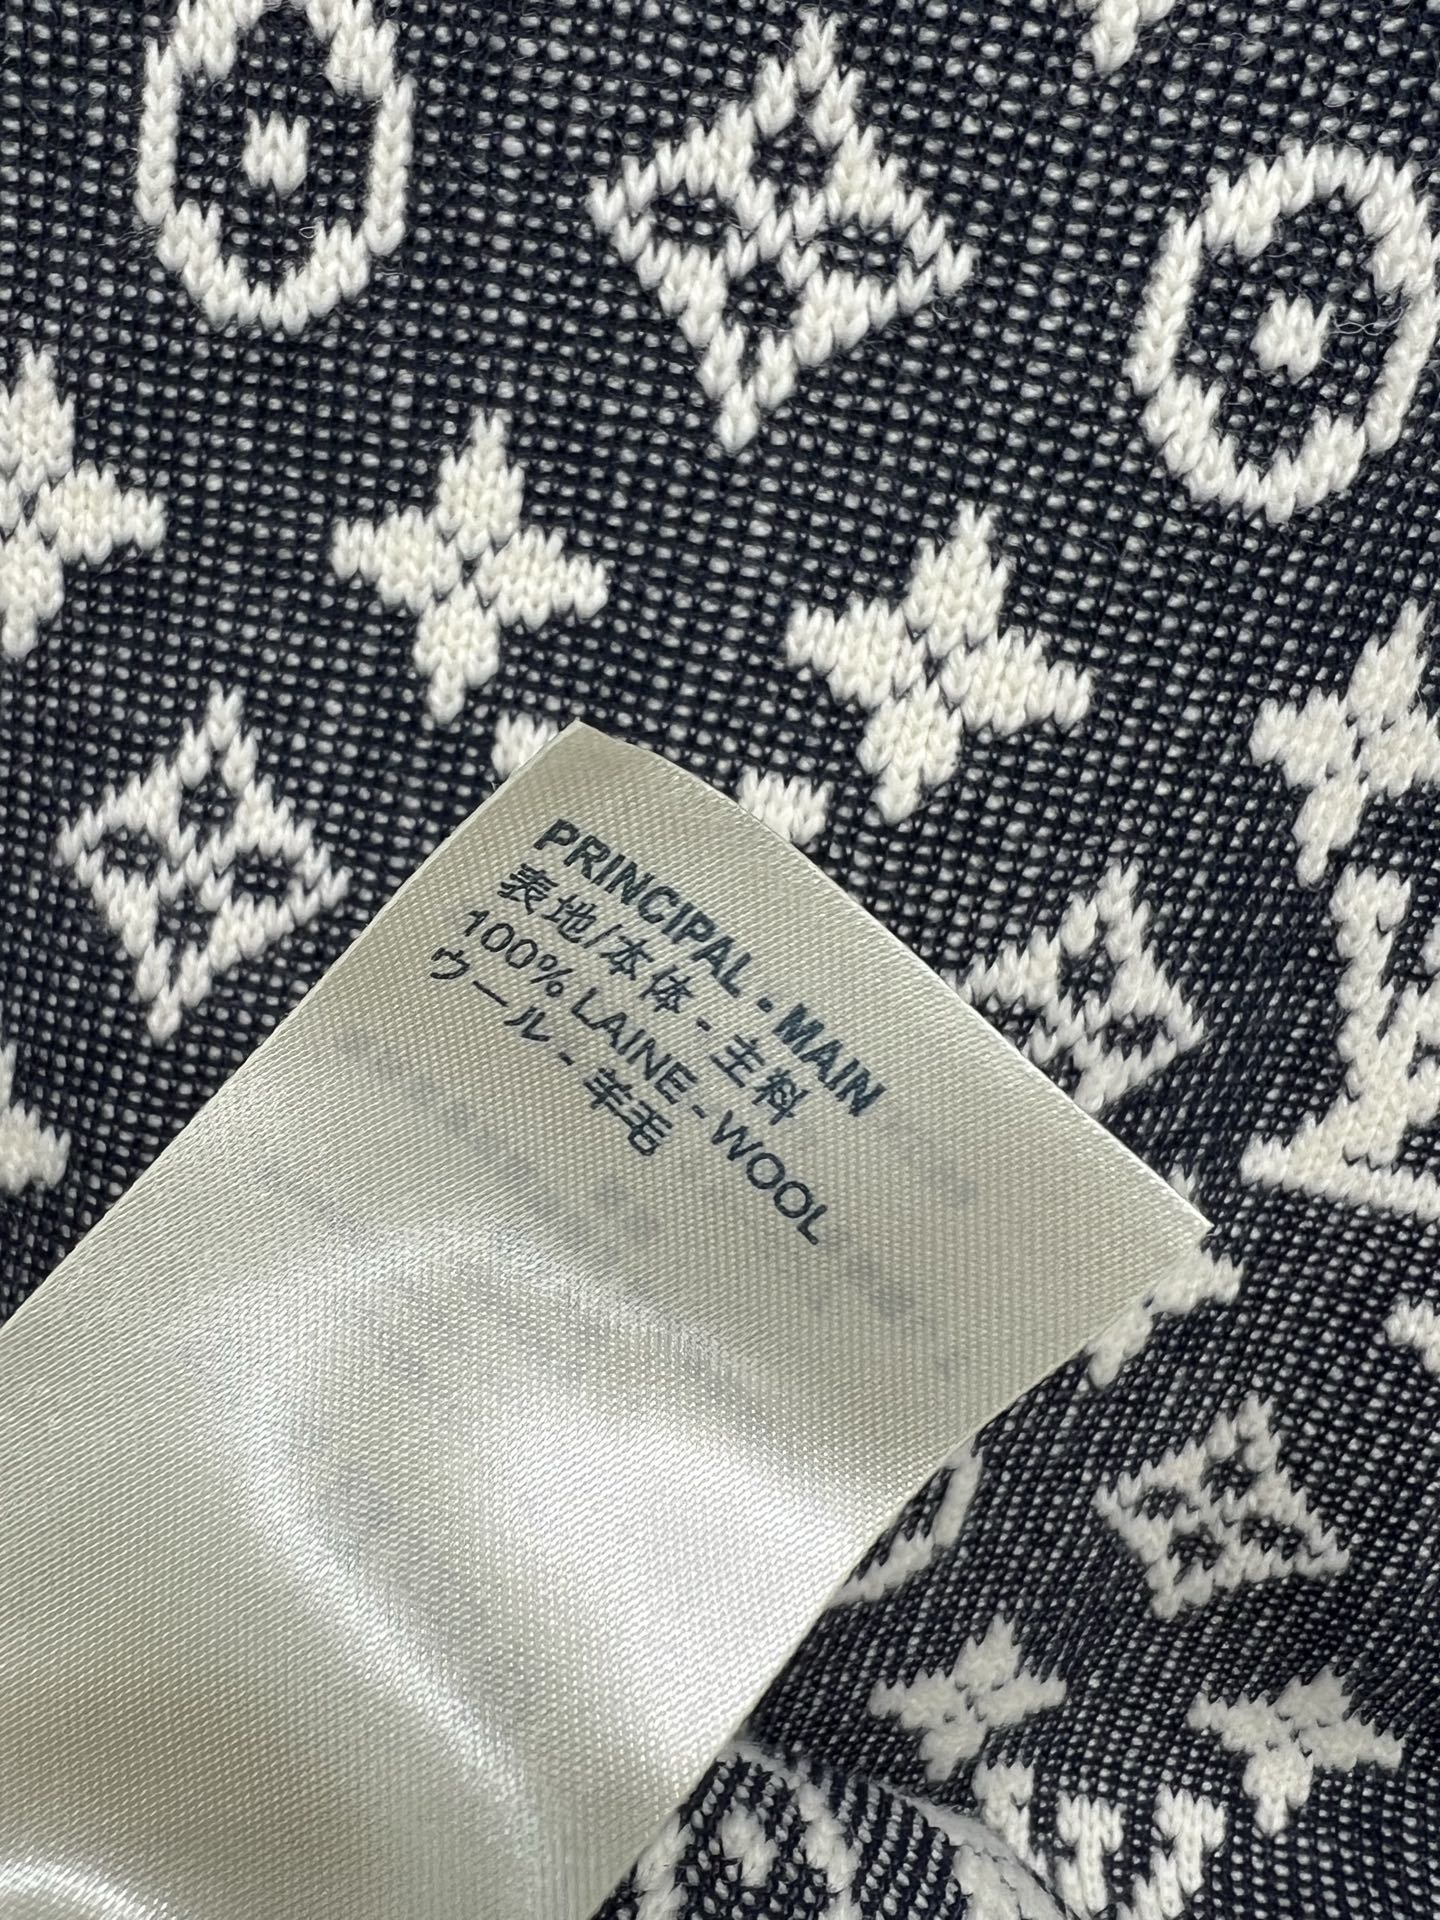 PRINCIPAL - MAIN
表地/本体 - 主料
100% LAINE - WOOL
ウール - 羊毛